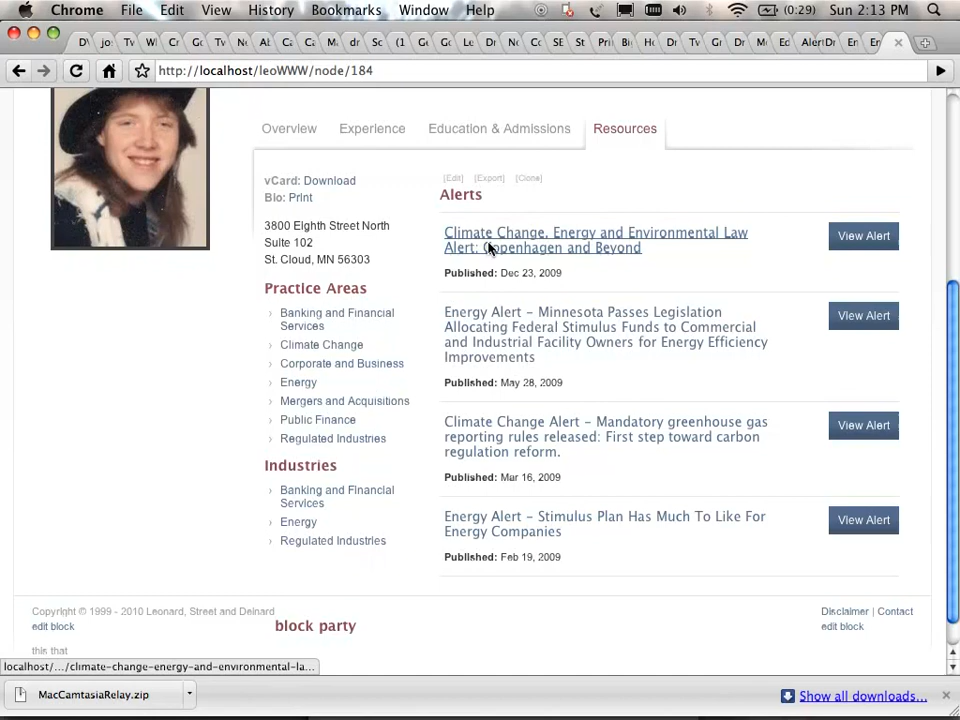 Chrome File Edit View History Bookmarks Window Help (0:29) Sun 2:13 PM
http://localhost/leoWWW/node/184
Overview Experience Education & Admissions Resources
vCard: Download
Bio: Print
3800 Eighth Street North
Suite 102
St. Cloud, MN 56303
Practice Areas
Banking and Financial
Services
Climate Change
Corporate and Business
Energy
Mergers and Acquisitions
Public Finance
Regulated Industries
Industries
Banking and Financial
Services
Energy
Regulated Industries
[Edit] [Export] [Clone]
Alerts
Climate Change, Energy and Environmental Law
Alert: Copenhagen and Beyond
View Alert
Published: Dec 23, 2009
Energy Alert – Minnesota Passes Legislation
Allocating Federal Stimulus Funds to Commercial
and Industrial Facility Owners for Energy Efficiency
Improvements
View Alert
Published: May 28, 2009
Climate Change Alert – Mandatory greenhouse gas
reporting rules released: First step toward carbon
regulation reform.
View Alert
Published: Mar 16, 2009
Energy Alert – Stimulus Plan Has Much To Like For
Energy Companies
View Alert
Published: Feb 19, 2009
Copyright © 1999 - 2010 Leonard, Street and Deinard
edit block
block party
Disclaimer | Contact
edit block
this that
localhost/.../climate-change-energy-and-environmental-la...
MacCamtasiaRelay.zip
Show all downloads...